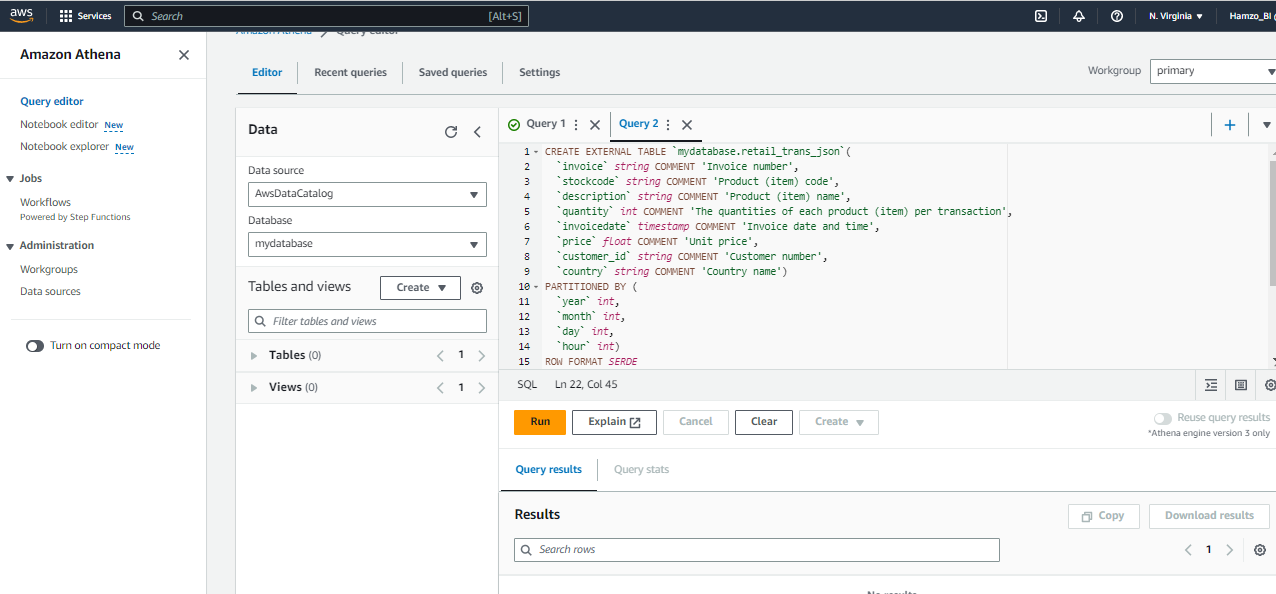 aws
Services
Search
[Alt+S]
N. Virginia
Hamzo_BI
Amazon Athena
Query editor
Notebook editor New
Notebook explorer New
Jobs
Workflows
Powered by Step Functions
Administration
Workgroups
Data sources
Turn on compact mode
Amazon Athena > Query editor
Editor
Recent queries
Saved queries
Settings
Workgroup
primary
Data
Data source
AwsDataCatalog
Database
mydatabase
Tables and views
Create
Filter tables and views
Tables (0)
1
Views (0)
1
Query 1
Query 2
1 CREATE EXTERNAL TABLE `mydatabase.retail_trans_json`(
2 `invoice` string COMMENT 'Invoice number',
3 `stockcode` string COMMENT 'Product (item) code',
4 `description` string COMMENT 'Product (item) name',
5 `quantity` int COMMENT 'The quantities of each product (item) per transaction',
6 `invoicedate` timestamp COMMENT 'Invoice date and time',
7 `price` float COMMENT 'Unit price',
8 `customer_id` string COMMENT 'Customer number',
9 `country` string COMMENT 'Country name')
10 PARTITIONED BY (
11 `year` int,
12 `month` int,
13 `day` int,
14 `hour` int)
15 ROW FORMAT SERDE
SQL
Ln 22, Col 45
Run
Explain
Cancel
Clear
Create
Reuse query results
*Athena engine version 3 only
Query results
Query stats
Results
Copy
Download results
Search rows
1
No results